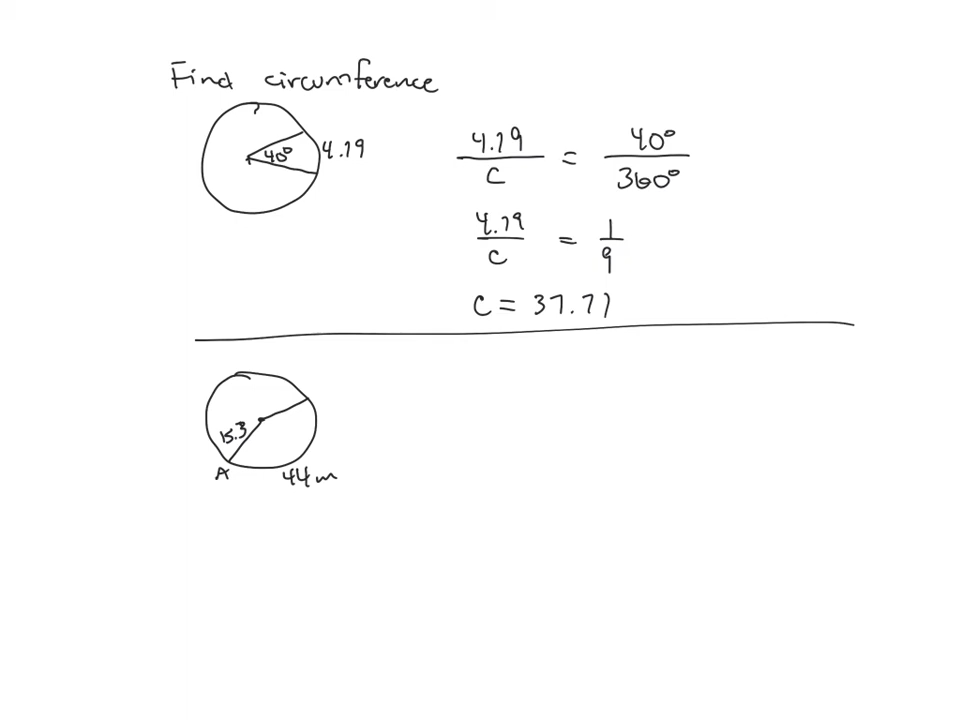 Find circumference
40° 4.19
4.19 / C = 40° / 360°
4.19 / C = 1 / 9
C = 37.71
15.3
A 44 m